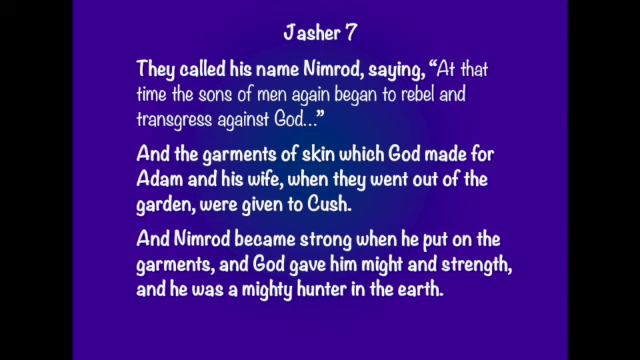 Jasher 7
They called his name Nimrod, saying, “At that
time the sons of men again began to rebel and
transgress against God...”
And the garments of skin which God made for
Adam and his wife, when they went out of the
garden, were given to Cush.
And Nimrod became strong when he put on the
garments, and God gave him might and strength,
and he was a mighty hunter in the earth.